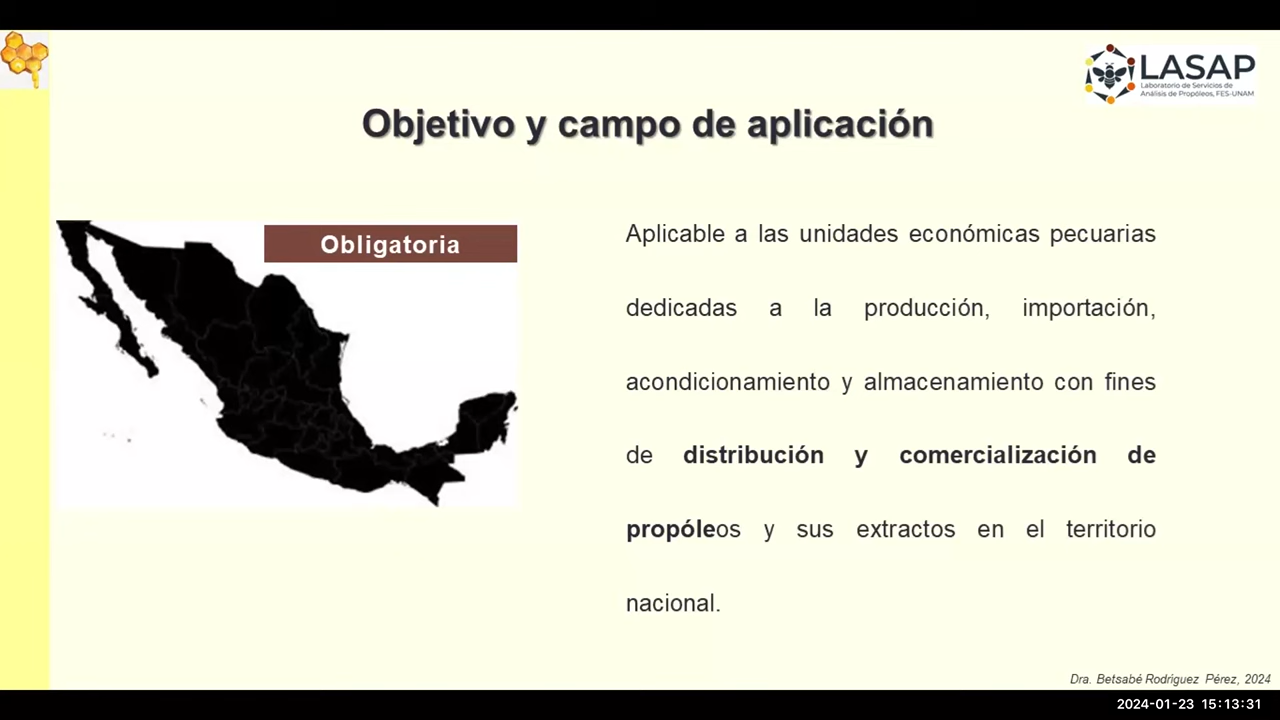 LASAP
Laboratorio de Servicios de
Análisis de Propóleos, FES-UNAM
Objetivo y campo de aplicación
Obligatoria
Aplicable a las unidades económicas pecuarias
dedicadas a la producción, importación,
acondicionamiento y almacenamiento con fines
de distribución y comercialización de
propóleos y sus extractos en el territorio
nacional.
Dra. Betsabé Rodríguez Pérez, 2024
2024-01-23 15:13:31